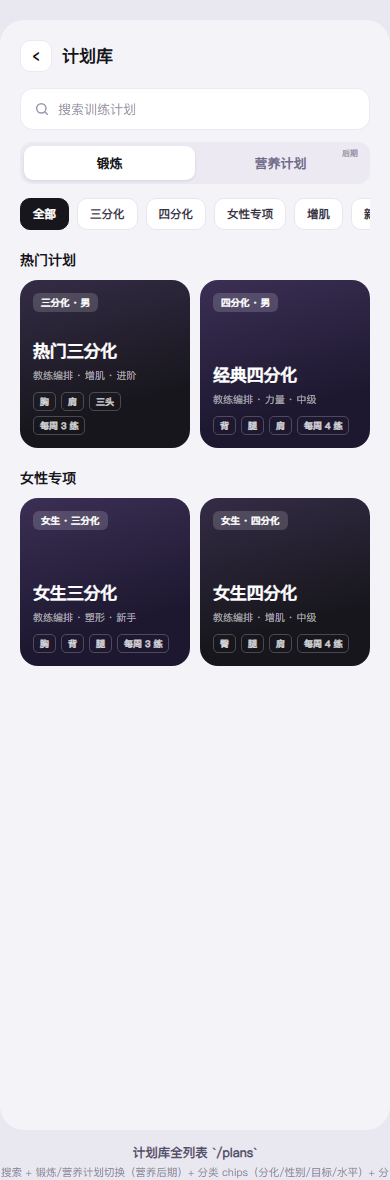 <
计划库
搜索训练计划
锻炼
营养计划
后期
全部
三分化
四分化
女性专项
增肌
热门计划
三分化 · 男
热门三分化
教练编排 · 增肌 · 进阶
胸 肩 三头
每周 3 练
四分化 · 男
经典四分化
教练编排 · 力量 · 中级
背 腿 肩 每周 4 练
女性专项
女生 · 三分化
女生三分化
教练编排 · 塑形 · 新手
胸 背 腿 每周 3 练
女生 · 四分化
女生四分化
教练编排 · 增肌 · 中级
臀 腿 肩 每周 4 练
计划库全列表 `/plans`
搜索 + 锻炼/营养计划切换（营养后期）+ 分类 chips（分化/性别/目标/水平）+ 分